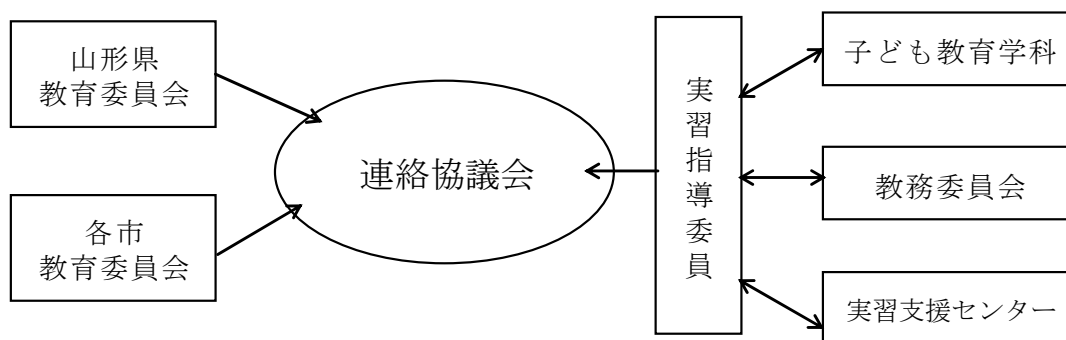 山形県
教育委員会
各市
教育委員会
連絡協議会
実習指導委員
子ども教育学科
教務委員会
実習支援センター